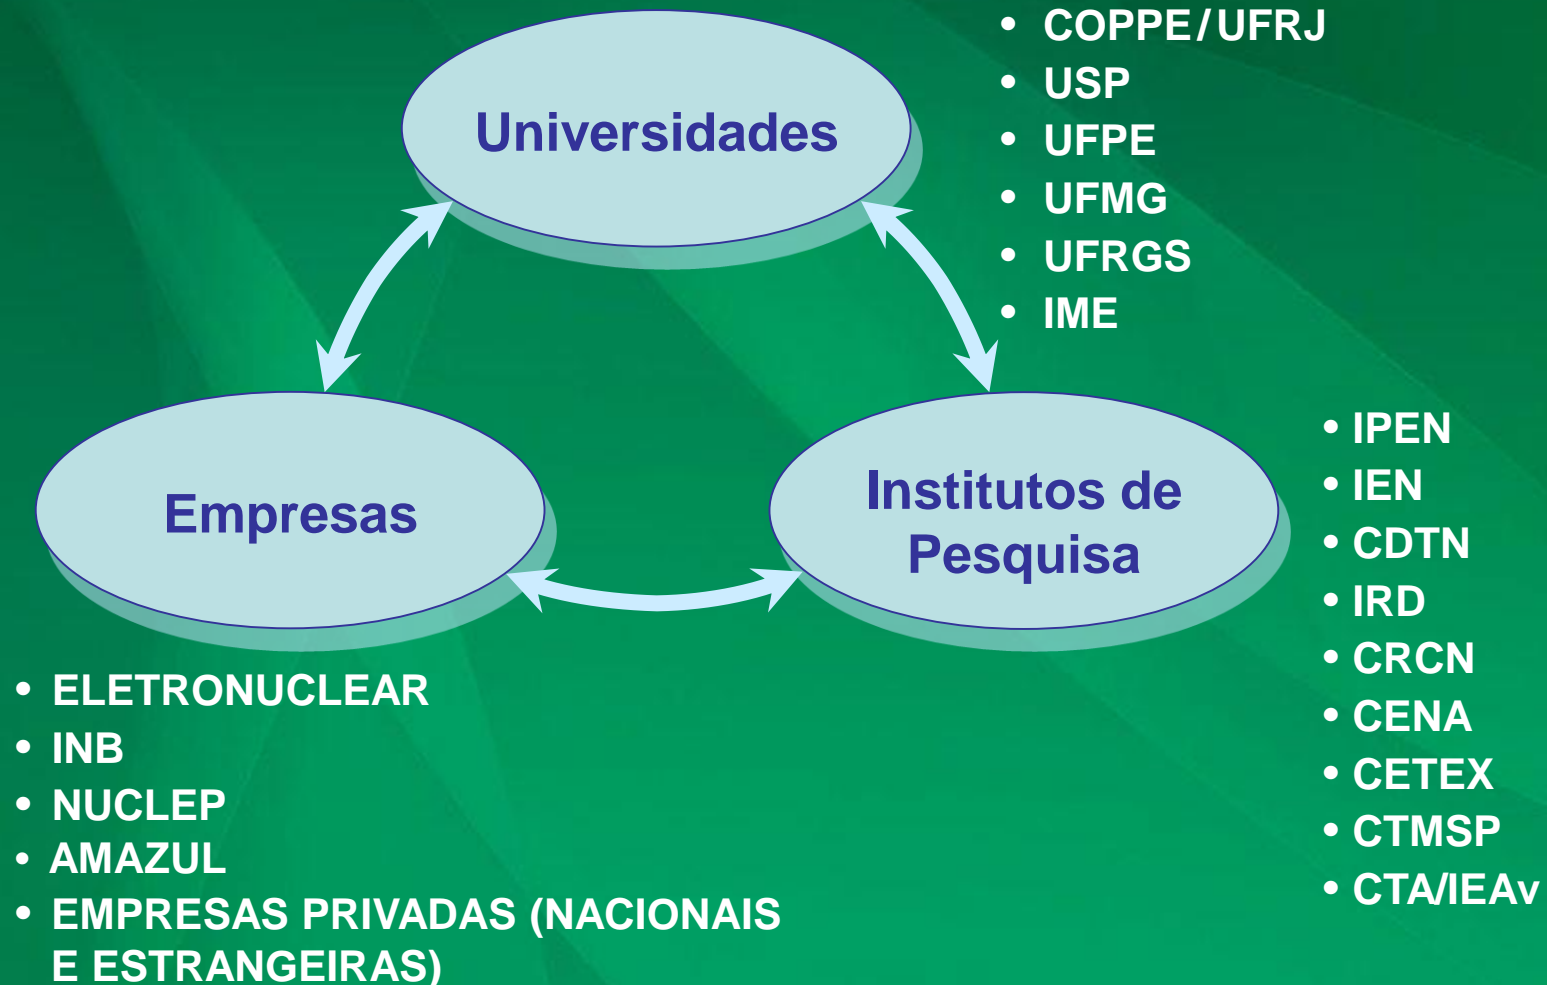 Universidades
• COPPE/UFRJ
• USP
• UFPE
• UFMG
• UFRGS
• IME
Empresas
• ELETRONUCLEAR
• INB
• NUCLEP
• AMAZUL
• EMPRESAS PRIVADAS (NACIONAIS
E ESTRANGEIRAS)
Institutos de
Pesquisa
• IPEN
• IEN
• CDTN
• IRD
• CRCN
• CENA
• CETEX
• CTMSP
• CTA/IEAv